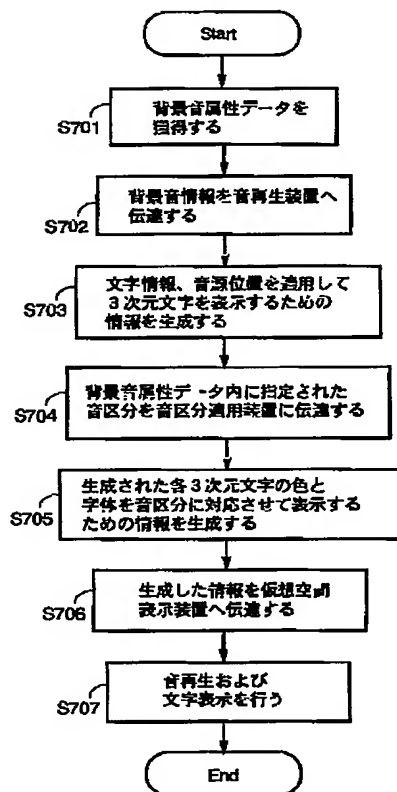 Start
S701
背景音属性データを
獲得する
S702
背景音情報を音再生装置へ
伝達する
S703
文字情報、音源位置を適用して
3次元文字を表示するための
情報を生成する
S704
背景音属性データ内に指定された
音区分を音区分適用装置に伝達する
S705
生成された各3次元文字の色と
字体を音区分に対応させて表示する
ための情報を生成する
S706
生成した情報を仮想空間
表示装置へ伝達する
S707
音再生および
文字表示を行う
End